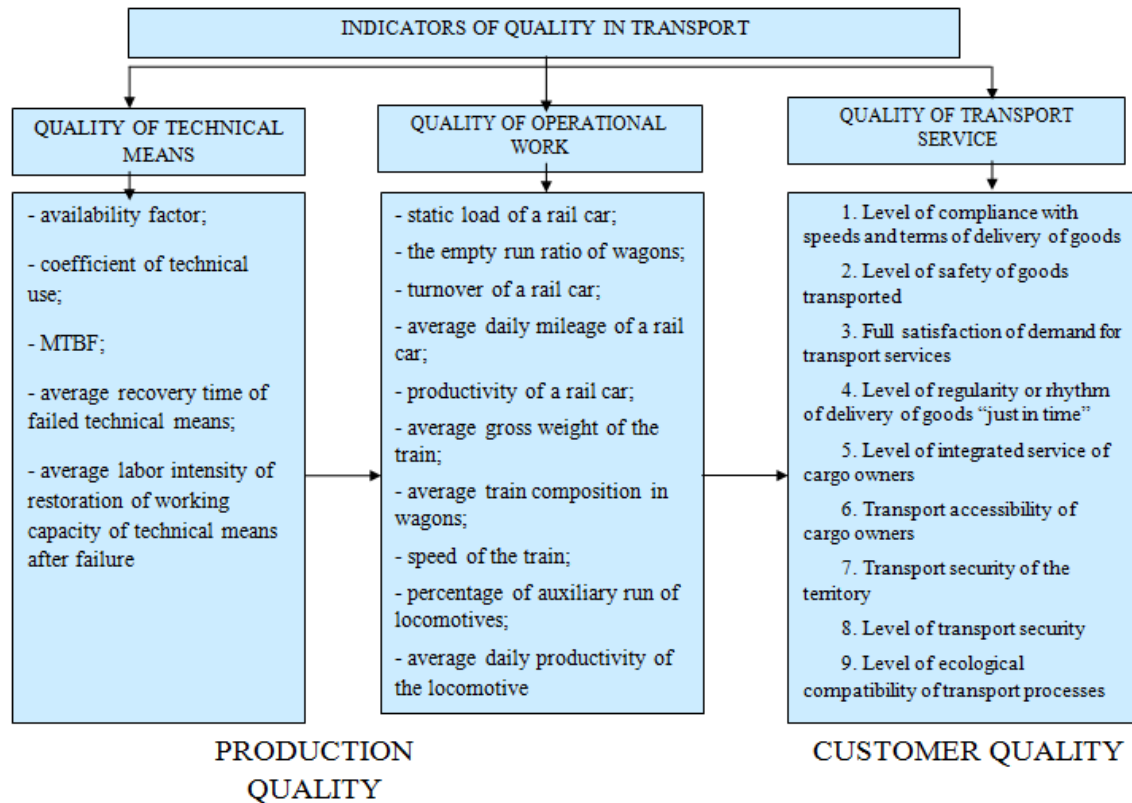 INDICATORS OF QUALITY IN TRANSPORT
QUALITY OF TECHNICAL
MEANS
- availability factor;
- coefficient of technical
use;
- MTBF;
- average recovery time of
failed technical means;
- average labor intensity of
restoration of working
capacity of technical means
after failure
QUALITY OF OPERATIONAL
WORK
- static load of a rail car;
- the empty run ratio of wagons;
- turnover of a rail car;
- average daily mileage of a rail
car;
- productivity of a rail car;
- average gross weight of the
train;
- average train composition in
wagons;
- speed of the train;
- percentage of auxiliary run of
locomotives;
- average daily productivity of
the locomotive
QUALITY OF TRANSPORT
SERVICE
1. Level of compliance with
speeds and terms of delivery of goods
2. Level of safety of goods
transported
3. Full satisfaction of demand for
transport services
4. Level of regularity or rhythm
of delivery of goods “just in time”
5. Level of integrated service of
cargo owners
6. Transport accessibility of
cargo owners
7. Transport security of the
territory
8. Level of transport security
9. Level of ecological
compatibility of transport processes
PRODUCTION
QUALITY
CUSTOMER QUALITY